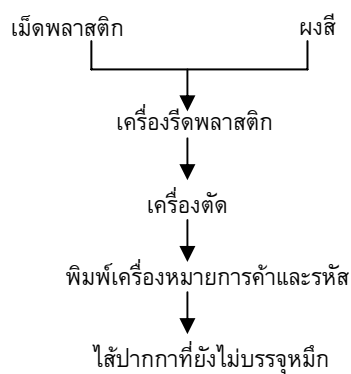 เม็ดพลาสติก ผงสี
เครื่องรีดพลาสติก
เครื่องตัด
พิมพ์เครื่องหมายการค้าและรหัส
ไส้ปากกาที่ยังไม่บรรจุหมึก